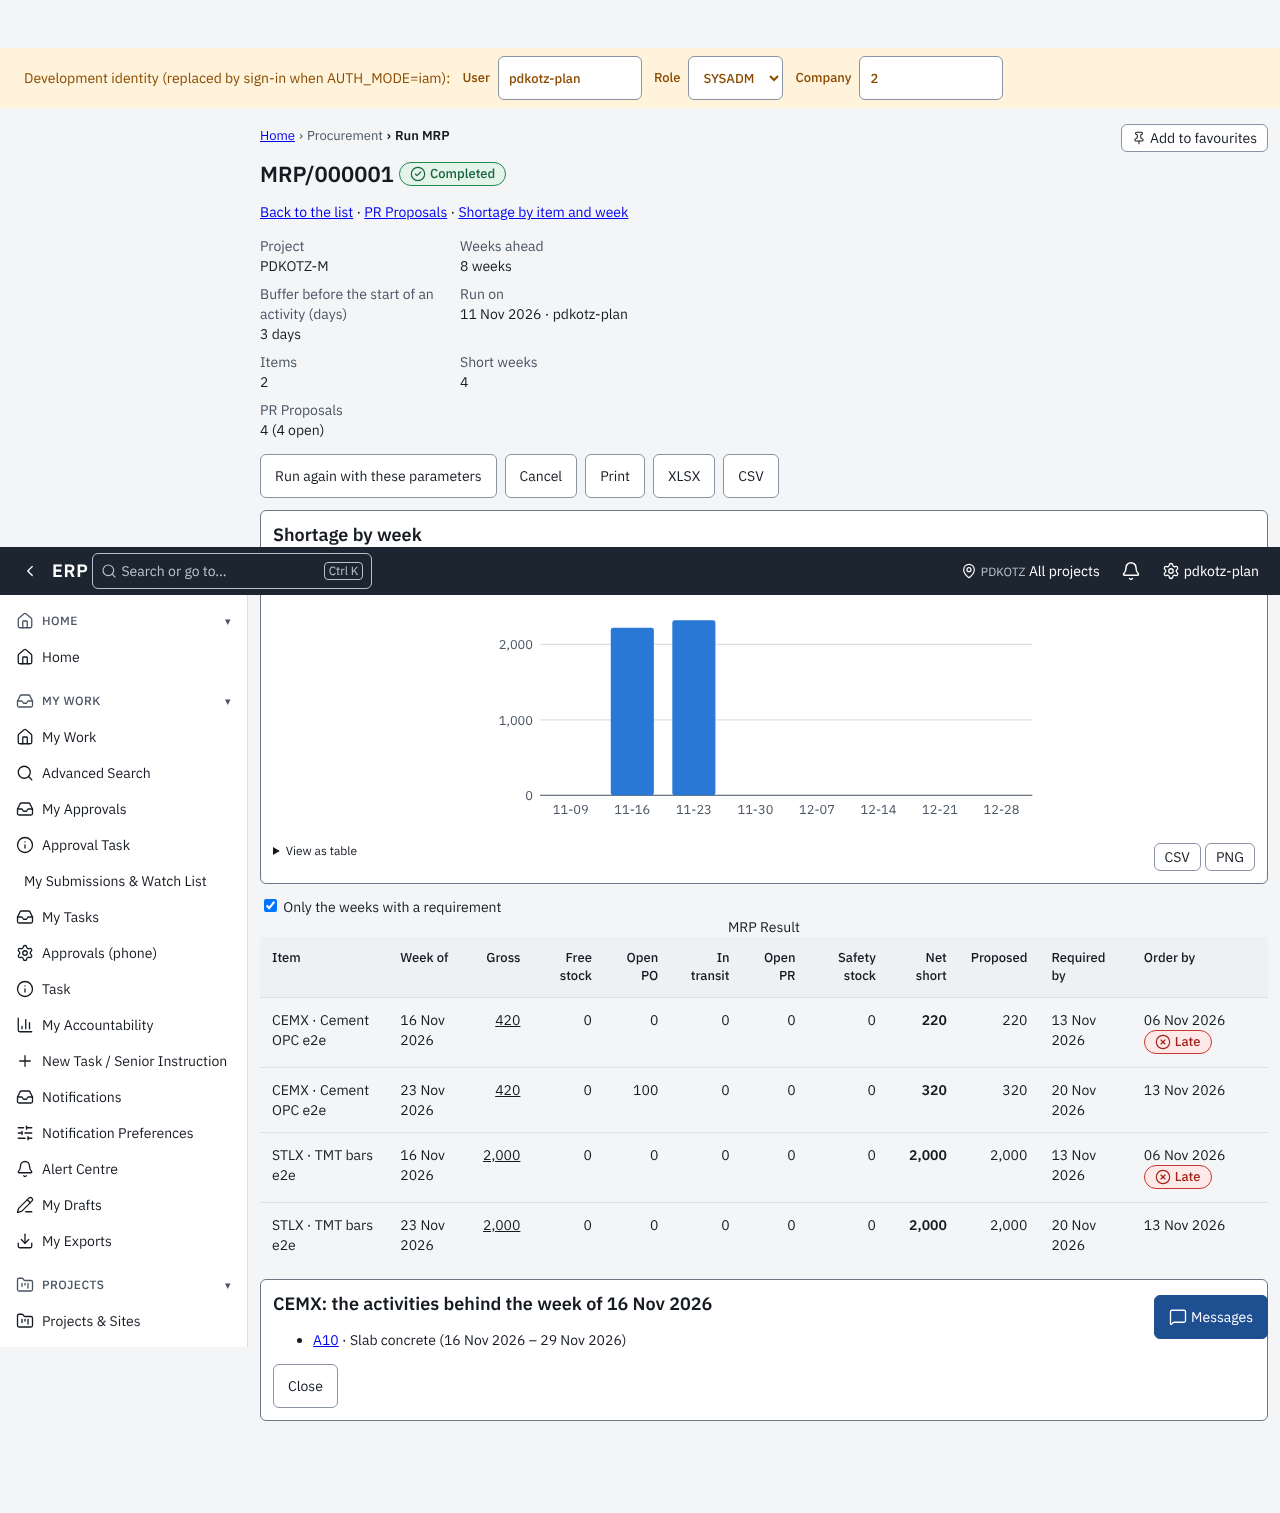 Development identity (replaced by sign-in when AUTH_MODE=iam): User pdkotz-plan Role SYSADM Company 2
Home › Procurement › Run MRP
Add to favourites
MRP/000001 Completed
Back to the list · PR Proposals · Shortage by item and week
Project
PDKOTZ-M
Weeks ahead
8 weeks
Buffer before the start of an
activity (days)
3 days
Run on
11 Nov 2026 · pdkotz-plan
Items
2
Short weeks
4
PR Proposals
4 (4 open)
Run again with these parameters Cancel Print XLSX CSV
Shortage by week
ERP Search or go to... Ctrl K PDKOTZ All projects pdkotz-plan
HOME
Home
MY WORK
My Work
Advanced Search
My Approvals
Approval Task
My Submissions & Watch List
My Tasks
Approvals (phone)
Task
My Accountability
New Task / Senior Instruction
Notifications
Notification Preferences
Alert Centre
My Drafts
My Exports
PROJECTS
Projects & Sites
2,000
1,000
0
11-09 11-16 11-23 11-30 12-07 12-14 12-21 12-28
View as table
CSV PNG
Only the weeks with a requirement
MRP Result
Item Week of Gross Free stock Open PO In transit Open PR Safety stock Net short Proposed Required by Order by
CEMX · Cement OPC e2e 16 Nov 2026 420 0 0 0 0 0 220 220 13 Nov 2026 06 Nov 2026 Late
CEMX · Cement OPC e2e 23 Nov 2026 420 0 100 0 0 0 320 320 20 Nov 2026 13 Nov 2026
STLX · TMT bars e2e 16 Nov 2026 2,000 0 0 0 0 0 2,000 2,000 13 Nov 2026 06 Nov 2026 Late
STLX · TMT bars e2e 23 Nov 2026 2,000 0 0 0 0 0 2,000 2,000 20 Nov 2026 13 Nov 2026
CEMX: the activities behind the week of 16 Nov 2026
Messages
A10 · Slab concrete (16 Nov 2026 – 29 Nov 2026)
Close